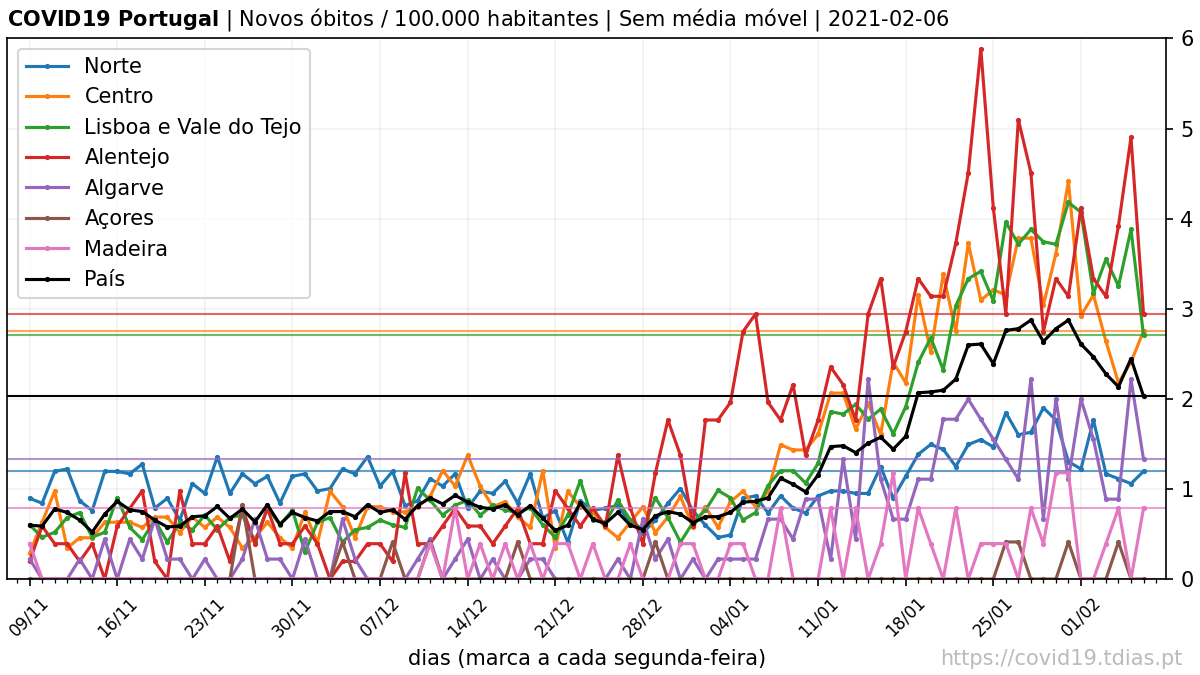 COVID19 Portugal | Novos óbitos / 100.000 habitantes | Sem média móvel | 2021-02-06
Norte
Centro
Lisboa e Vale do Tejo
Alentejo
Algarve
Açores
Madeira
País
6
5
4
3
2
1
0
09/11
16/11
23/11
30/11
07/12
14/12
21/12
28/12
04/01
11/01
18/01
25/01
01/02
dias (marca a cada segunda-feira)
https://covid19.tdias.pt